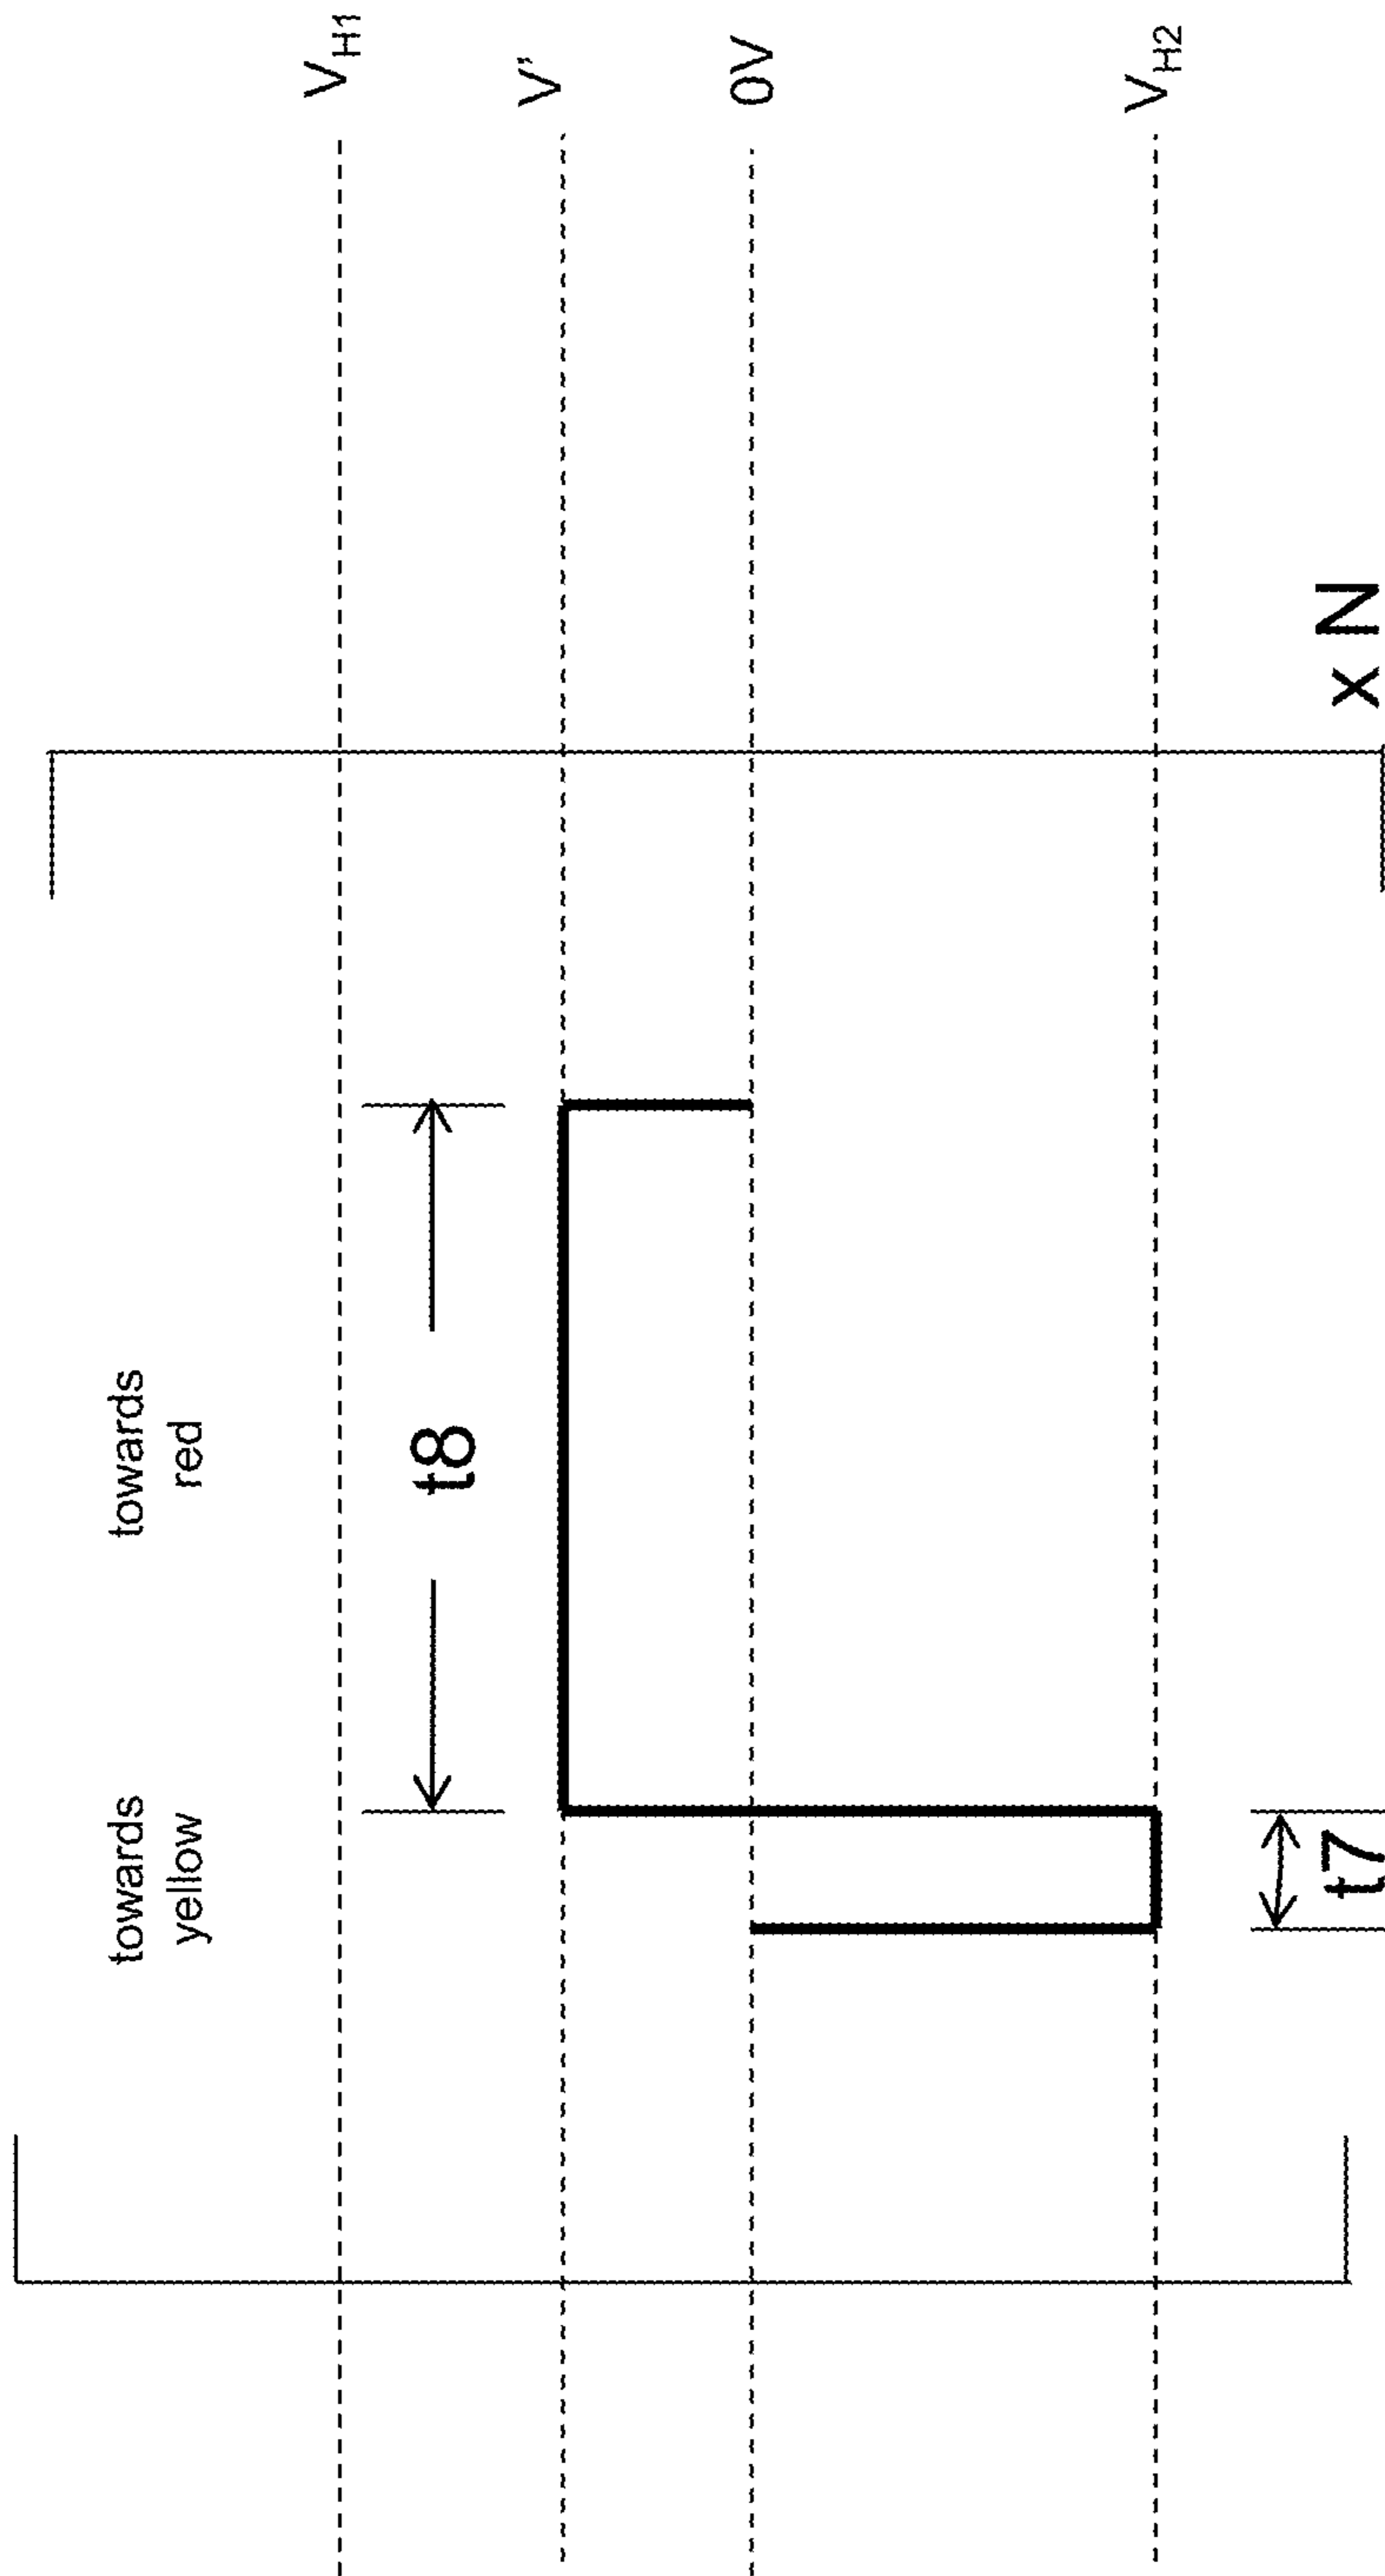 towards
yellow
towards
red
V_H1
t8
V'
0V
V_H2
t7
x N